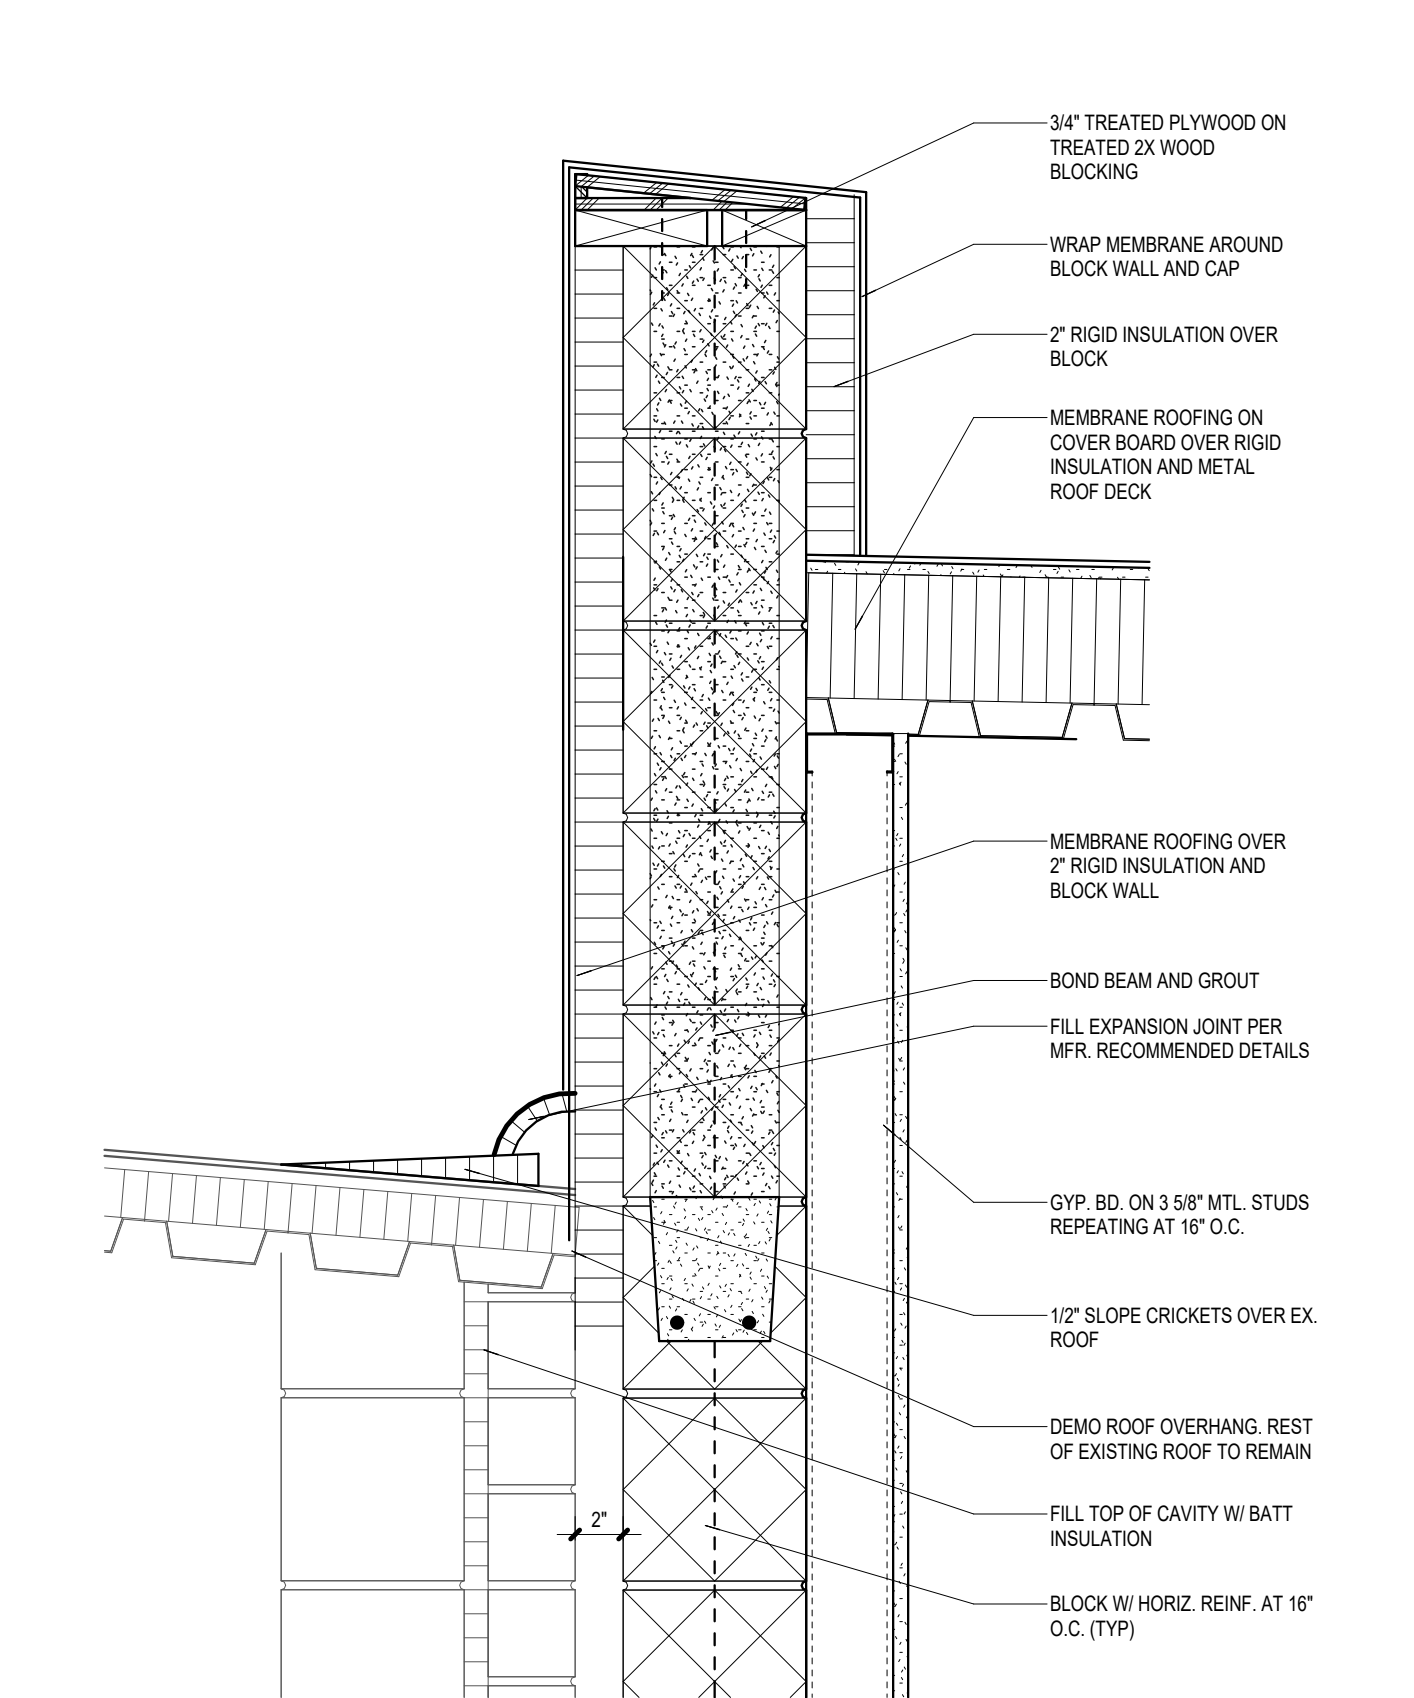 3/4" TREATED PLYWOOD ON
TREATED 2X WOOD
BLOCKING
WRAP MEMBRANE AROUND
BLOCK WALL AND CAP
2" RIGID INSULATION OVER
BLOCK
MEMBRANE ROOFING ON
COVER BOARD OVER RIGID
INSULATION AND METAL
ROOF DECK
MEMBRANE ROOFING OVER
2" RIGID INSULATION AND
BLOCK WALL
BOND BEAM AND GROUT
FILL EXPANSION JOINT PER
MFR. RECOMMENDED DETAILS
GYP. BD. ON 3 5/8" MTL. STUDS
REPEATING AT 16" O.C.
1/2" SLOPE CRICKETS OVER EX.
ROOF
DEMO ROOF OVERHANG. REST
OF EXISTING ROOF TO REMAIN
FILL TOP OF CAVITY W/ BATT
INSULATION
2"
BLOCK W/ HORIZ. REINF. AT 16"
O.C. (TYP)